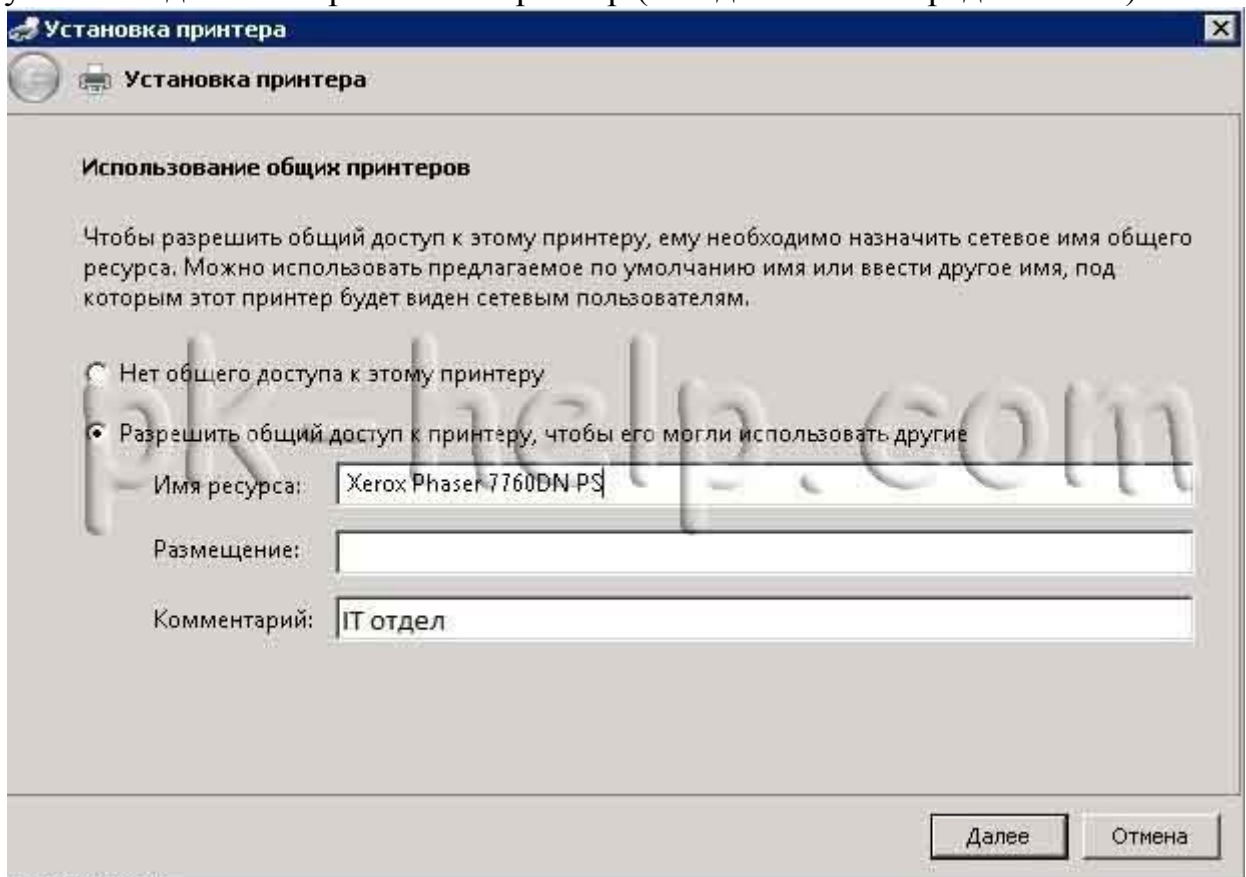 Установка принтера
Установка принтера
Использование общих принтеров
Чтобы разрешить общий доступ к этому принтеру, ему необходимо назначить сетевое имя общего
ресурса. Можно использовать предлагаемое по умолчанию имя или ввести другое имя, под
которым этот принтер будет виден сетевым пользователям.
Нет общего доступа к этому принтеру
Разрешить общий доступ к принтеру, чтобы его могли использовать другие
pk-help.com
Имя ресурса: Xerox Phaser 7760DN PS
Размещение:
Комментарий: IT отдел
Далее Отмена